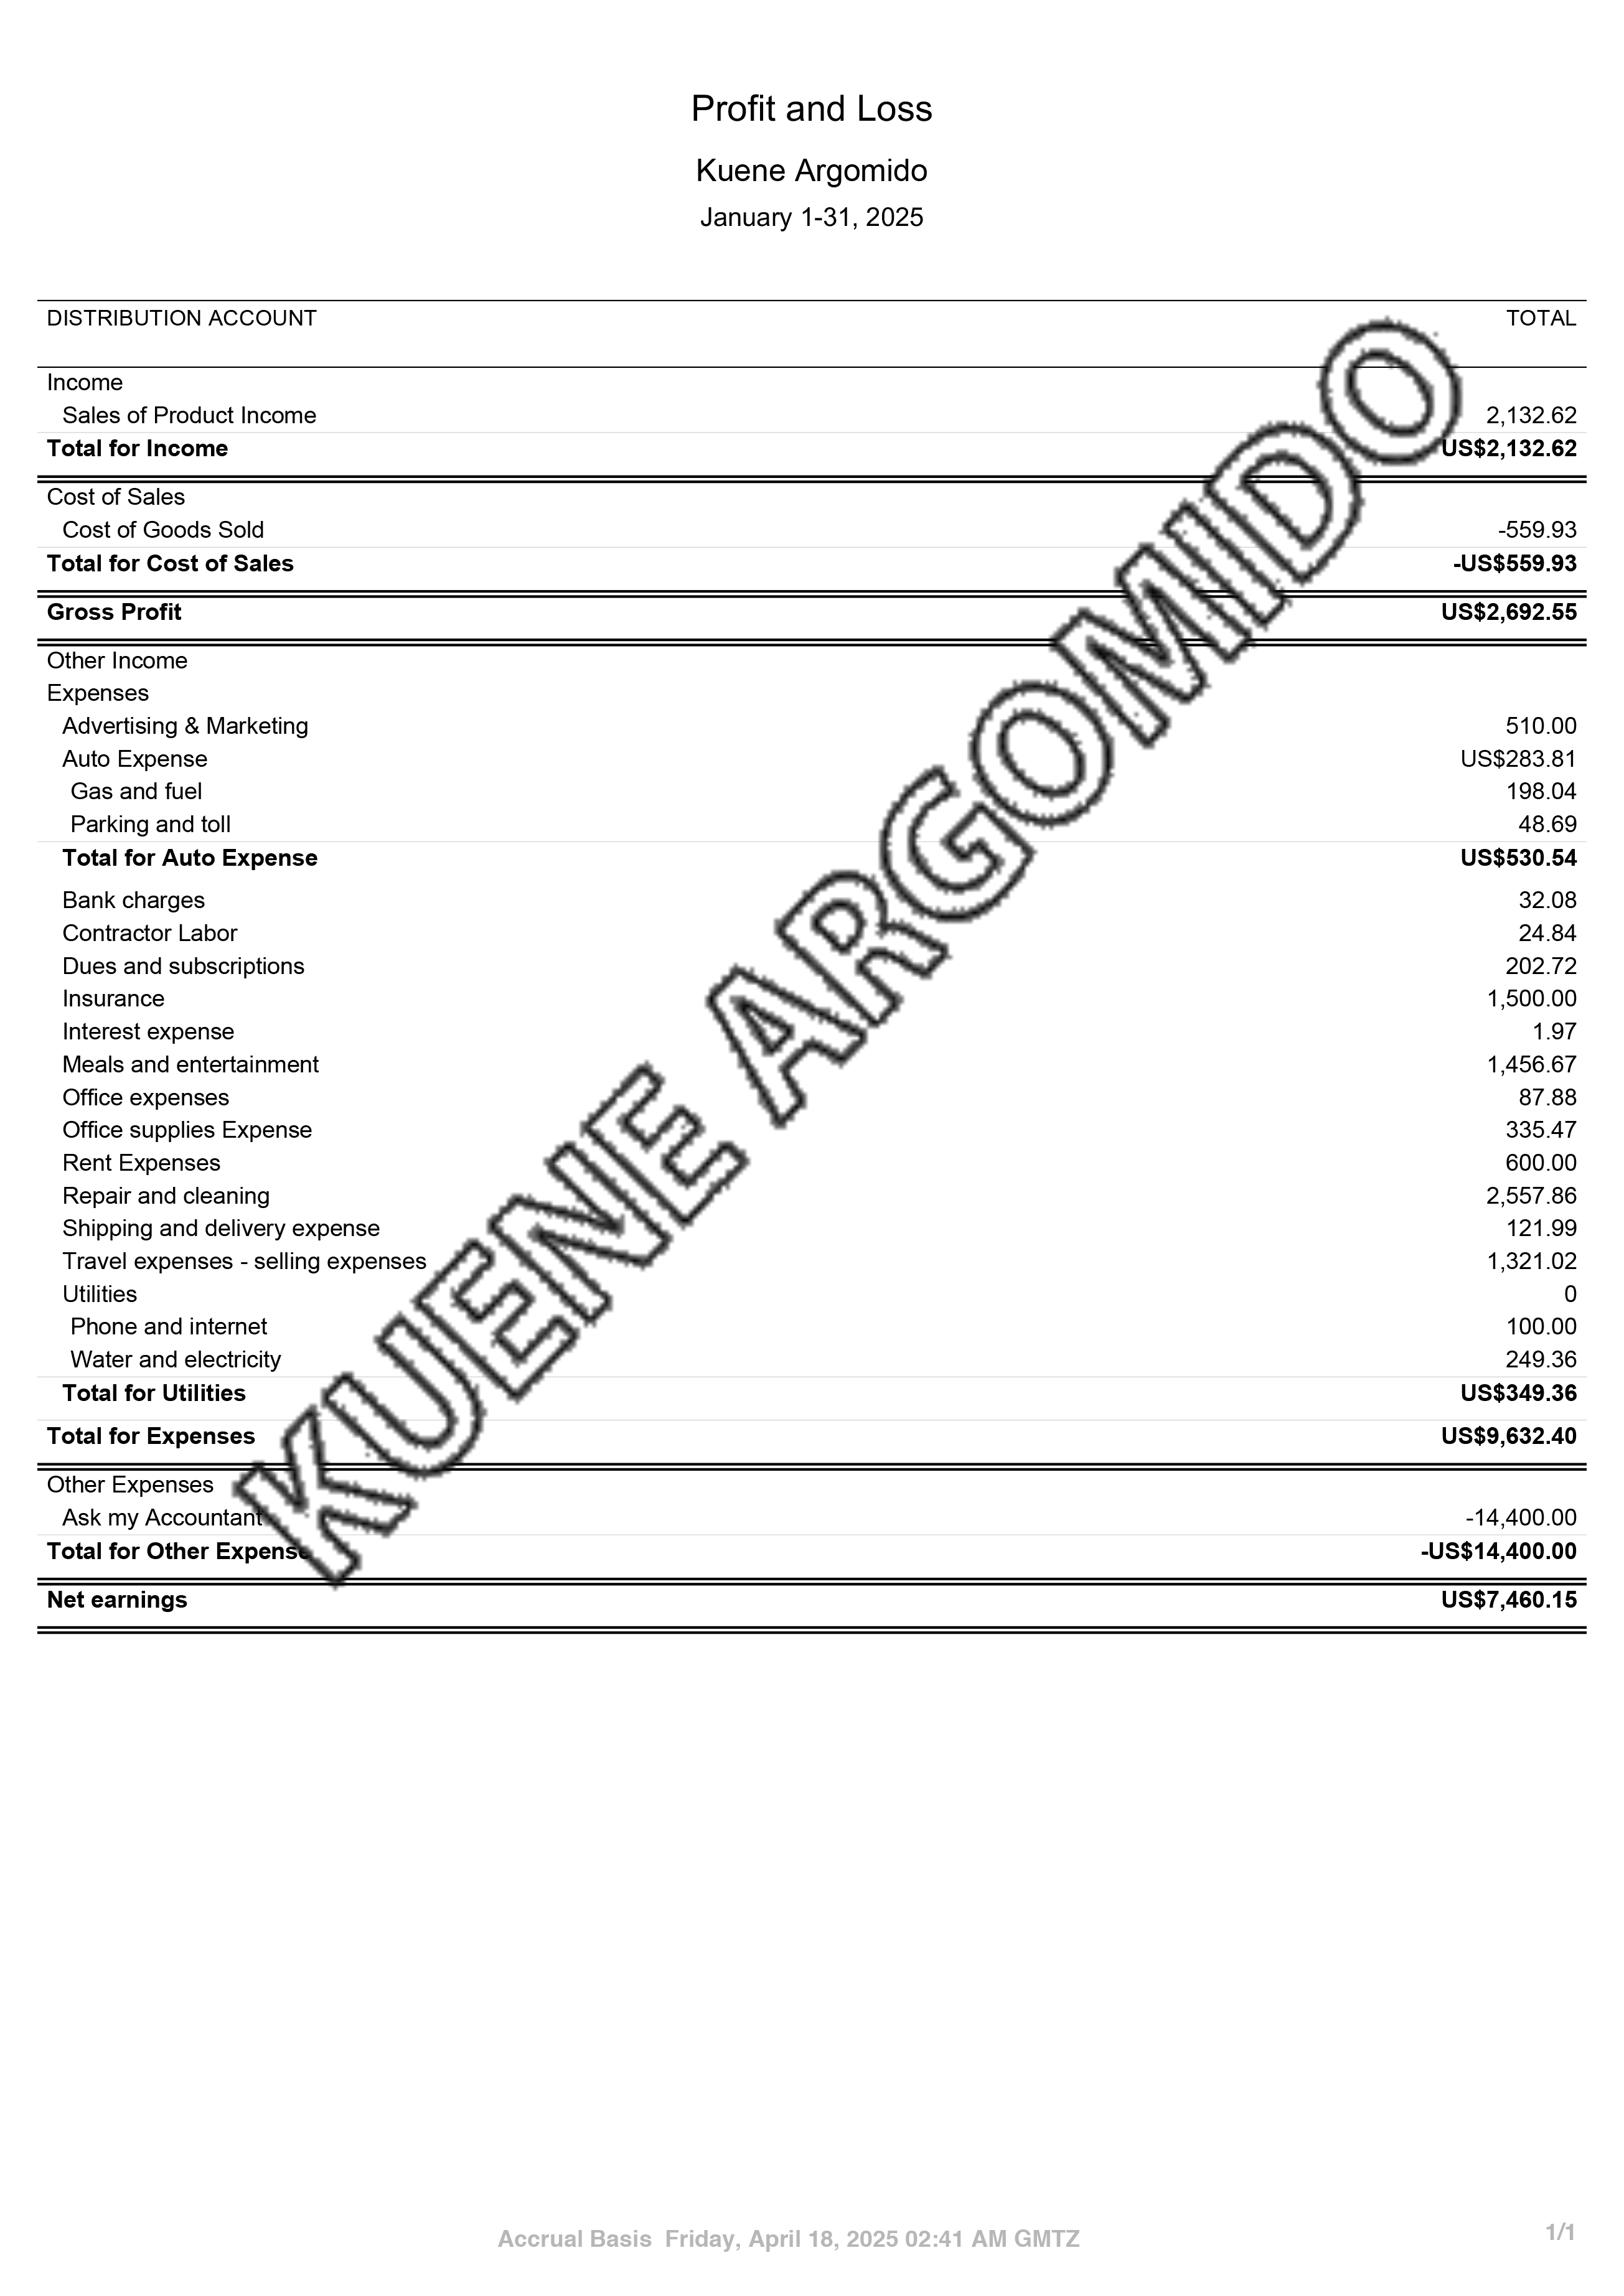 Profit and Loss
Kuene Argomido
January 1-31, 2025
DISTRIBUTION ACCOUNT TOTAL
Income
Sales of Product Income 2,132.62
Total for Income US$2,132.62
Cost of Sales
Cost of Goods Sold -559.93
Total for Cost of Sales -US$559.93
Gross Profit US$2,692.55
Other Income
Expenses
Advertising & Marketing 510.00
Auto Expense US$283.81
Gas and fuel 198.04
Parking and toll 48.69
Total for Auto Expense US$530.54
Bank charges 32.08
Contractor Labor 24.84
Dues and subscriptions 202.72
Insurance 1,500.00
Interest expense 1.97
Meals and entertainment 1,456.67
Office expenses 87.88
Office supplies Expense 335.47
Rent Expenses 600.00
Repair and cleaning 2,557.86
Shipping and delivery expense 121.99
Travel expenses - selling expenses 1,321.02
Utilities 0
Phone and internet 100.00
Water and electricity 249.36
Total for Utilities US$349.36
Total for Expenses US$9,632.40
Other Expenses
Ask my Accountant -14,400.00
Total for Other Expense -US$14,400.00
Net earnings US$7,460.15
KUENE ARGOMIDO
Accrual Basis Friday, April 18, 2025 02:41 AM GMTZ 1/1